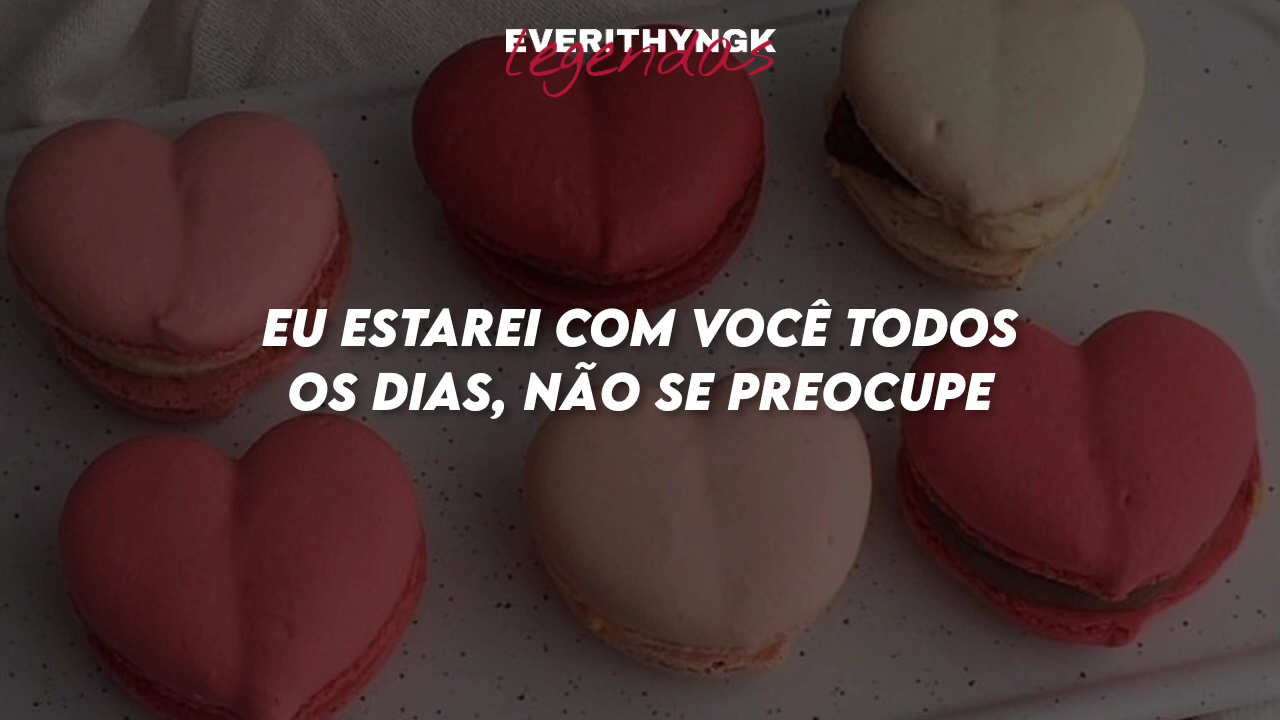 EVERITHYNGK
legendas
EU ESTAREI COM VOCÊ TODOS
OS DIAS, NÃO SE PREOCUPE